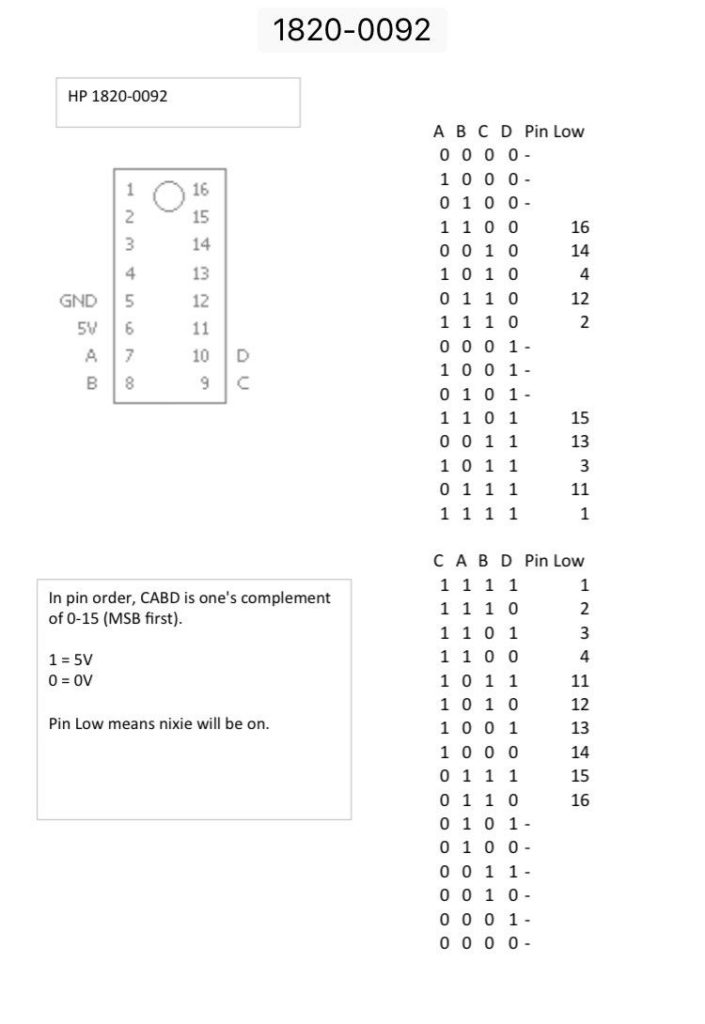 1820-0092
HP 1820-0092
1 16
2 15
3 14
4 13
GND 5 12
5V 6 11
A 7 10 D
B 8 9 C
A B C D Pin Low
0 0 0 0 -
1 0 0 0 -
0 1 0 0 -
1 1 0 0 16
0 0 1 0 14
1 0 1 0 4
0 1 1 0 12
1 1 1 0 2
0 0 0 1 -
1 0 0 1 -
0 1 0 1 -
1 1 0 1 15
0 0 1 1 13
1 0 1 1 3
0 1 1 1 11
1 1 1 1 1
In pin order, CABD is one's complement
of 0-15 (MSB first).
1 = 5V
0 = 0V
Pin Low means nixie will be on.
C A B D Pin Low
1 1 1 1 1
1 1 1 0 2
1 1 0 1 3
1 1 0 0 4
1 0 1 1 11
1 0 1 0 12
1 0 0 1 13
1 0 0 0 14
0 1 1 1 15
0 1 1 0 16
0 1 0 1 -
0 1 0 0 -
0 0 1 1 -
0 0 1 0 -
0 0 0 1 -
0 0 0 0 -